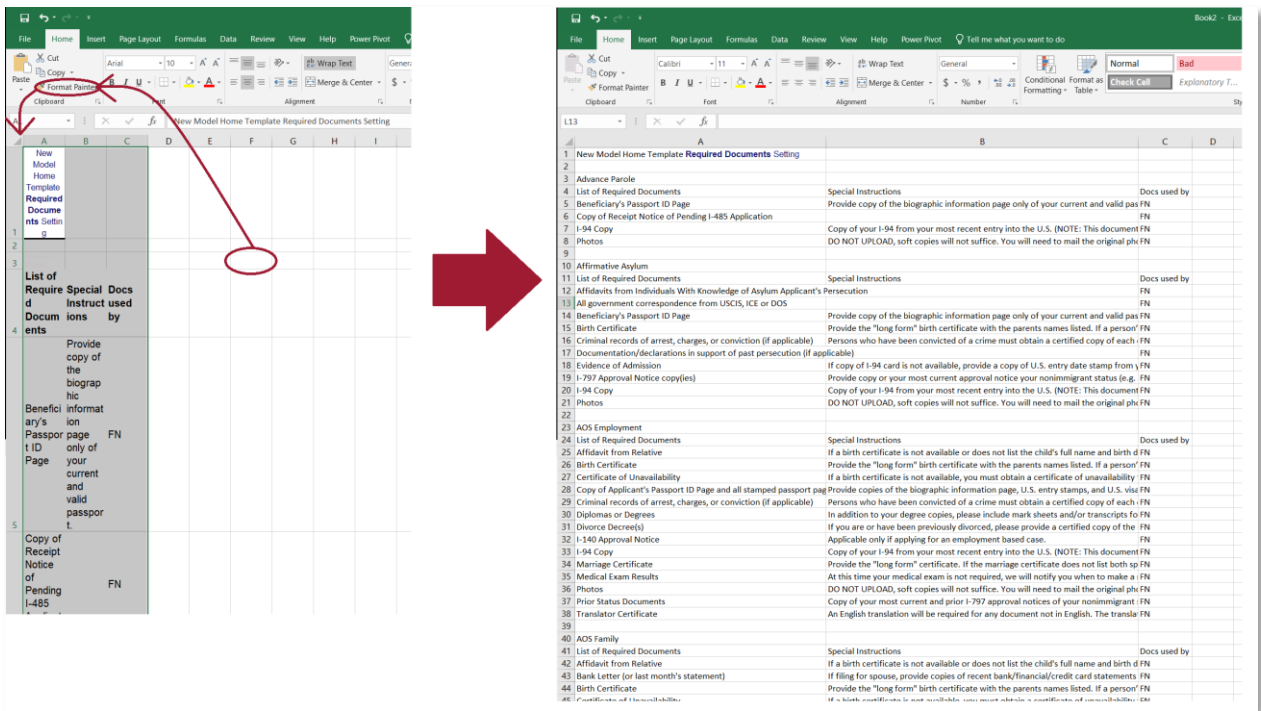 File Home Insert Page Layout Formulas Data Review View Help Power Pivot
Cut
Copy
Format Painter
Paste
Arial 10
B I U
Wrap Text
Merge & Center
$
Clipboard Font Alignment
New Model Home Template Required Documents Setting
A B C D E F G H I
1 New
Model
Home
Template
Required
Docume
nts Settin
g
2
3
4 List of
Require
d
Docum
ents
Special
Instruct
ions
Docs
used
by
5 Benefici
ary's
Passpor
t ID
Page
Provide
copy of
the
biograp
hic
informat
ion
page
only of
your
current
and
valid
passpor
t.
FN
Copy of
Receipt
Notice
of
Pending
I-485
FN
Book2 - Exce
File Home Insert Page Layout Formulas Data Review View Help Power Pivot Tell me what you want to do
Cut
Copy
Format Painter
Paste
Calibri 11
B I U
Wrap Text
Merge & Center
General
$ % ,
Conditional Formatting
Format as Table
Normal Bad
Check Cell Explanatory T...
Clipboard Font Alignment Number
L13
A B C D
1 New Model Home Template Required Documents Setting
2
3 Advance Parole
4 List of Required Documents Special Instructions Docs used by
5 Beneficiary's Passport ID Page Provide copy of the biographic information page only of your current and valid pas FN
6 Copy of Receipt Notice of Pending I-485 Application FN
7 I-94 Copy Copy of your I-94 from your most recent entry into the U.S. (NOTE: This document FN
8 Photos DO NOT UPLOAD, soft copies will not suffice. You will need to mail the original pho FN
9
10 Affirmative Asylum
11 List of Required Documents Special Instructions Docs used by
12 Affidavits from Individuals With Knowledge of Asylum Applicant's Persecution FN
13 All government correspondence from USCIS, ICE or DOS FN
14 Beneficiary's Passport ID Page Provide copy of the biographic information page only of your current and valid pas FN
15 Birth Certificate Provide the "long form" birth certificate with the parents names listed. If a person' FN
16 Criminal records of arrest, charges, or conviction (if applicable) Persons who have been convicted of a crime must obtain a certified copy of each FN
17 Documentation/declarations in support of past persecution (if applicable) FN
18 Evidence of Admission If copy of I-94 card is not available, provide a copy of U.S. entry date stamp from y FN
19 I-797 Approval Notice copy(ies) Provide copy or your most current approval notice your nonimmigrant status (e.g. FN
20 I-94 Copy Copy of your I-94 from your most recent entry into the U.S. (NOTE: This document FN
21 Photos DO NOT UPLOAD, soft copies will not suffice. You will need to mail the original pho FN
22
23 AOS Employment
24 List of Required Documents Special Instructions Docs used by
25 Affidavit from Relative If a birth certificate is not available or does not list the child's full name and birth d FN
26 Birth Certificate Provide the "long form" birth certificate with the parents names listed. If a person' FN
27 Certificate of Unavailability If a birth certificate is not available, you must obtain a certificate of unavailability FN
28 Copy of Applicant's Passport ID Page and all stamped passport pag Provide copies of the biographic information page, U.S. entry stamps, and U.S. visa FN
29 Criminal records of arrest, charges, or conviction (if applicable) Persons who have been convicted of a crime must obtain a certified copy of each FN
30 Diplomas or Degrees In addition to your degree copies, please include mark sheets and/or transcripts fo FN
31 Divorce Decree(s) If you are or have been previously divorced, please provide a certified copy of the FN
32 I-140 Approval Notice Applicable only if applying for an employment based case. FN
33 I-94 Copy Copy of your I-94 from your most recent entry into the U.S. (NOTE: This document FN
34 Marriage Certificate Provide the "long form" certificate. If the marriage certificate does not list both sp FN
35 Medical Exam Results At this time your medical exam is not required, we will notify you when to make a FN
36 Photos DO NOT UPLOAD, soft copies will not suffice. You will need to mail the original pho FN
37 Prior Status Documents Copy of your most current and prior I-797 approval notices of your nonimmigrant FN
38 Translator Certificate An English translation will be required for any document not in English. The transla FN
39
40 AOS Family
41 List of Required Documents Special Instructions Docs used by
42 Affidavit from Relative If a birth certificate is not available or does not list the child's full name and birth d FN
43 Bank Letter (or last month's statement) If filing for spouse, provide copies of recent bank/financial/credit card statements FN
44 Birth Certificate Provide the "long form" birth certificate with the parents names listed. If a person' FN